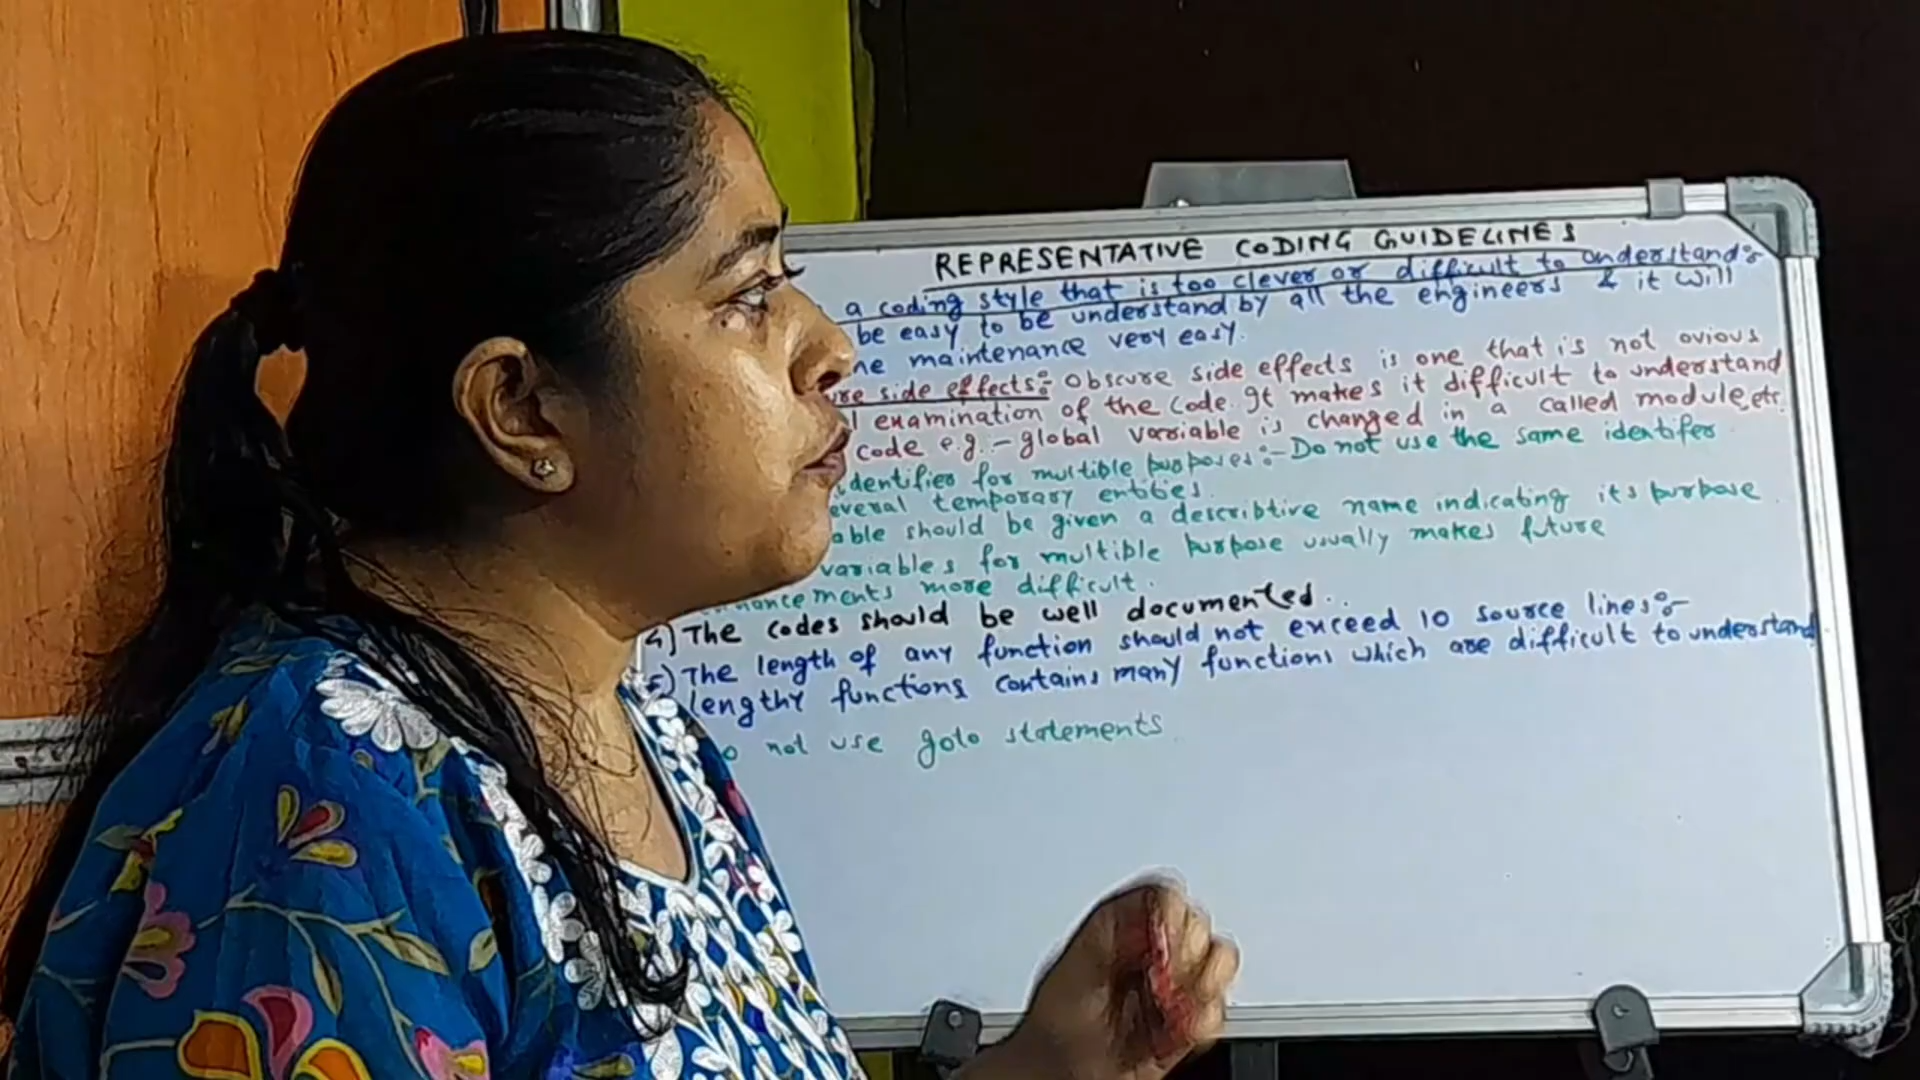 REPRESENTATIVE CODING GUIDELINES
a coding style that is too clever or difficult to understand:-
be easy to be understand by all the engineers & it will
maintenance very easy.
side effects:- Obscure side effects is one that is not ovious
examination of the code. It makes it difficult to understand
code e.g.:- global variable is changed in a called module, etc.
dentifier for multiple purposes:- Do not use the same identifer
everal temporary entities.
able should be given a descriptive name indicating its purpose
variables for multiple purpose usually makes future
ancements more difficult.
4) The codes should be well documented.
5) The length of any function should not exceed 10 source lines:-
lengthy functions contains many functions which are difficult to understand
o not use goto statements